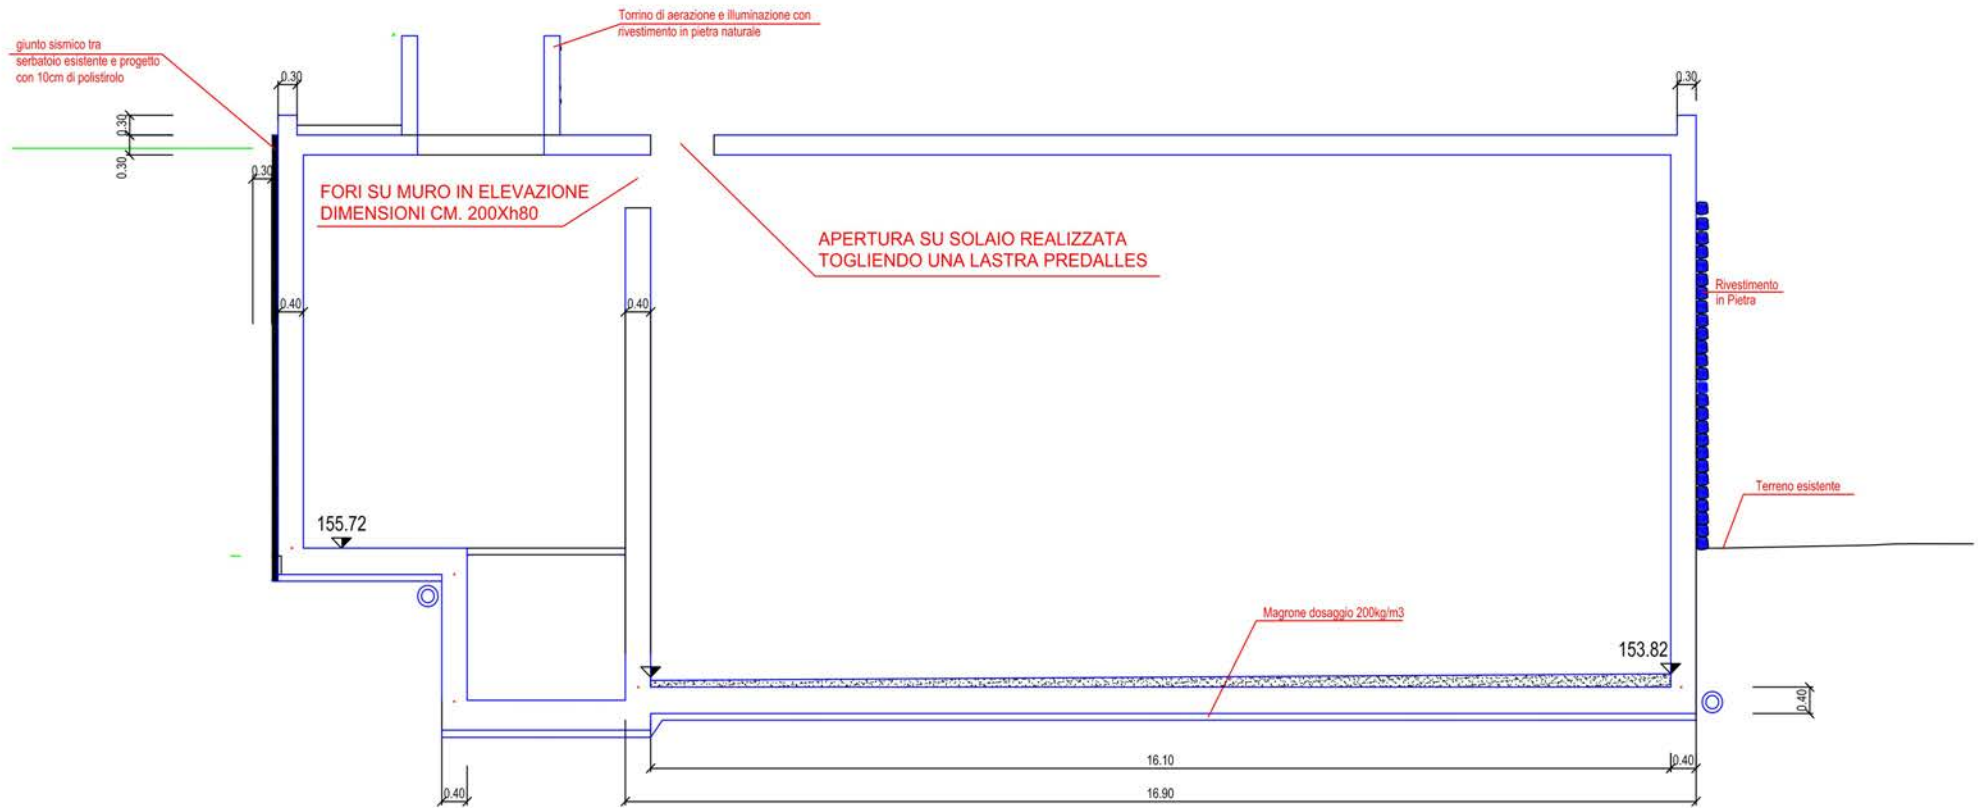 Torrino di aerazione e illuminazione con
rivestimento in pietra naturale
giunto sismico tra
serbatoio esistente e progetto
con 10cm di polistirolo
0.30
0.30
0.30
0.30
0.30
FORI SU MURO IN ELEVAZIONE
DIMENSIONI CM. 200Xh80
APERTURA SU SOLAIO REALIZZATA
TOGLIENDO UNA LASTRA PREDALLES
Rivestimento
in Pietra
0.40
0.40
Terreno esistente
155.72
Magrone dosaggio 200kg/m3
153.82
0.40
16.10
0.40
0.40
16.90